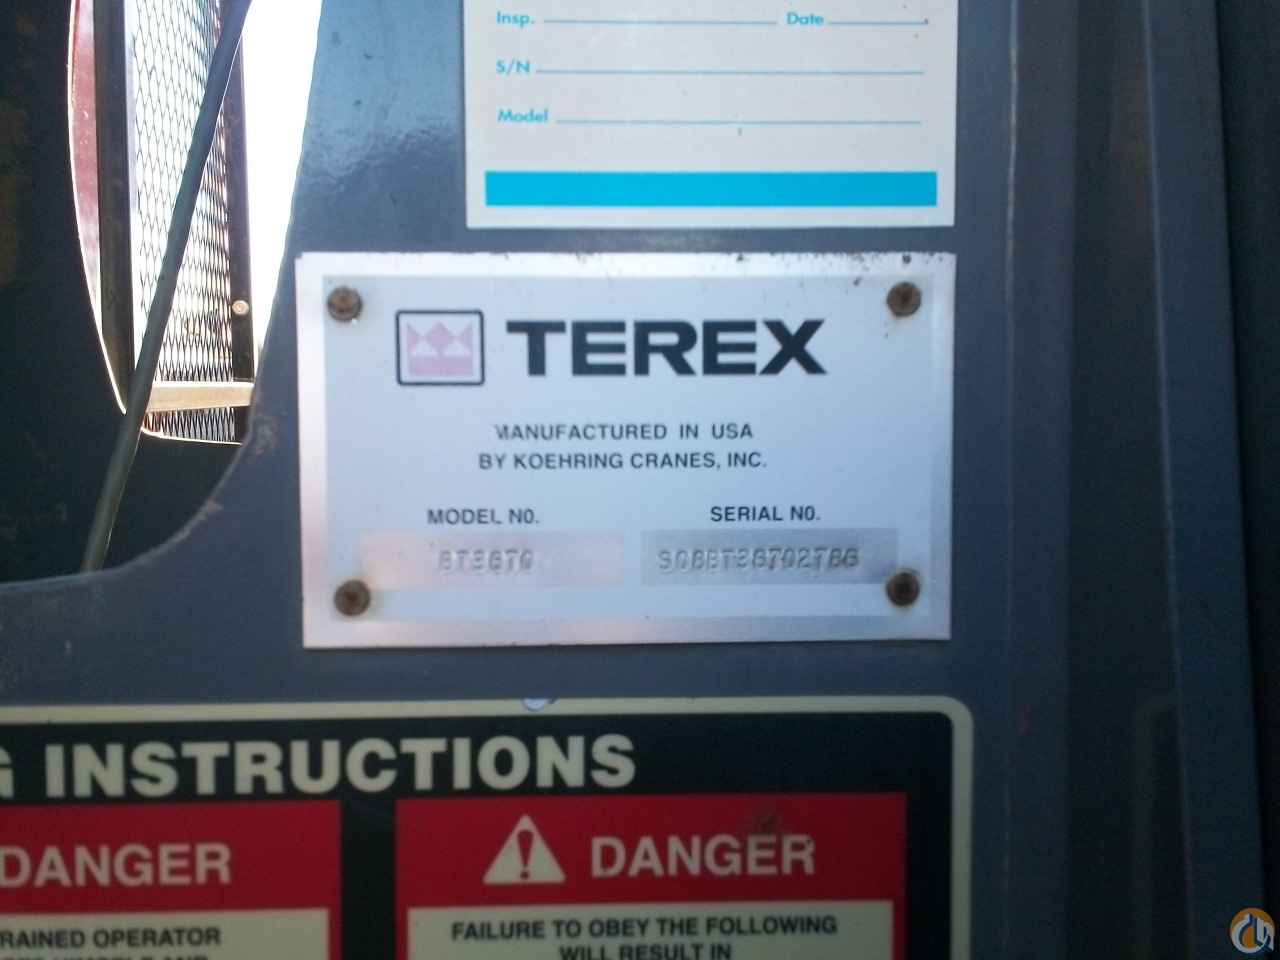 Insp. Date
S/N
Model
TEREX
MANUFACTURED IN USA
BY KOEHRING CRANES, INC.
MODEL NO. SERIAL NO.
G INSTRUCTIONS
DANGER DANGER
RAINED OPERATOR
FAILURE TO OBEY THE FOLLOWING
WILL RESULT IN